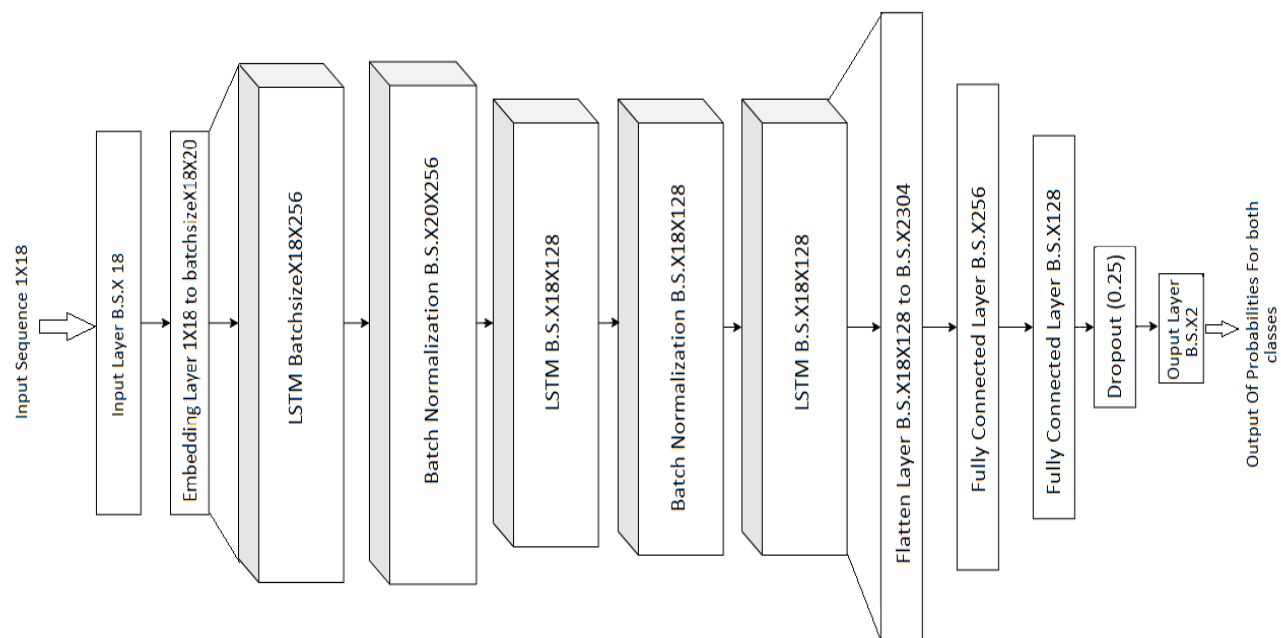 Input Sequence 1X18
Input Layer B.S.X 18
Embedding Layer 1X18 to batchsizeX18X20
LSTM BatchsizeX18X256
Batch Normalization B.S.X20X256
LSTM B.S.X18X128
Batch Normalization B.S.X18X128
LSTM B.S.X18X128
Flatten Layer B.S.X18X128 to B.S.X2304
Fully Connected Layer B.S.X256
Fully Connected Layer B.S.X128
Dropout (0.25)
Ouput Layer
B.S.X2
Output Of Probabilities For both
classes